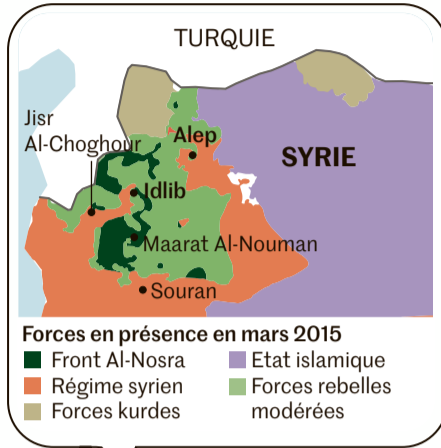 TURQUIE
Jisr
Al-Choghour
Alep
SYRIE
Idlib
Maarat Al-Nouman
Souran
Forces en présence en mars 2015
Front Al-Nosra
Régime syrien
Forces kurdes
Etat islamique
Forces rebelles
modérées